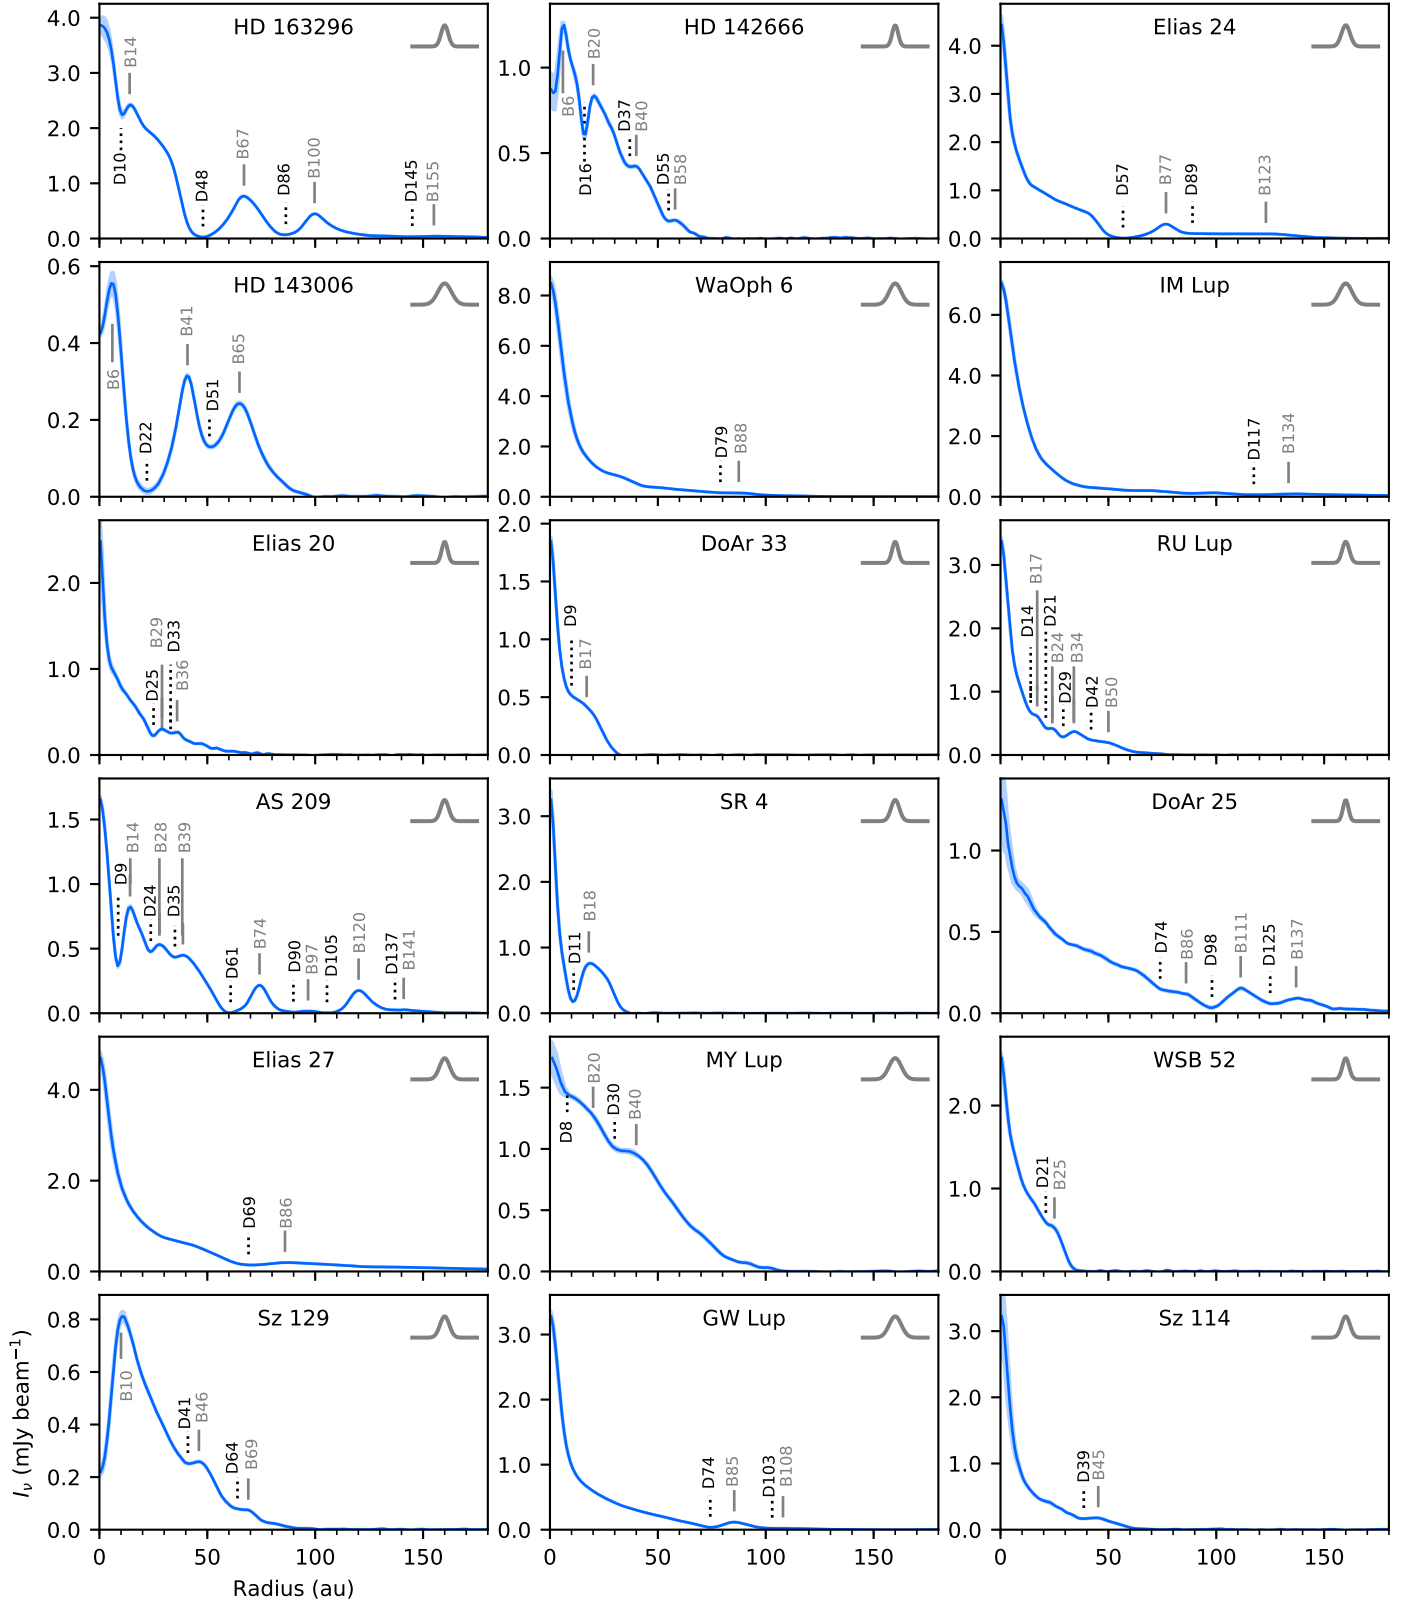 HD 163296
4.0
3.0
2.0
1.0
0.0
D10
B14
D48
B67
D86
B100
D145
B155
HD 142666
1.0
0.5
0.0
B6
D16
B20
D37
B40
D55
B58
Elias 24
4.0
3.0
2.0
1.0
0.0
D57
B77
D89
B123
HD 143006
0.6
0.4
0.2
0.0
B6
D22
B41
D51
B65
WaOph 6
8.0
6.0
4.0
2.0
0.0
D79
B88
IM Lup
6.0
4.0
2.0
0.0
D117
B134
Elias 20
2.0
1.0
0.0
D25
B29
D33
B36
DoAr 33
2.0
1.5
1.0
0.5
0.0
D9
B17
RU Lup
3.0
2.0
1.0
0.0
D14
B17
D21
B24
D29
B34
D42
B50
AS 209
1.5
1.0
0.5
0.0
D9
B14
D24
B28
D35
B39
D61
B74
D90
B97
D105
B120
D137
B141
SR 4
3.0
2.0
1.0
0.0
D11
B18
DoAr 25
1.0
0.5
0.0
D74
B86
D98
B111
D125
B137
Elias 27
4.0
2.0
0.0
D69
B86
MY Lup
1.5
1.0
0.5
0.0
D8
B20
D30
B40
WSB 52
2.0
1.0
0.0
D21
B25
Sz 129
0.8
0.6
0.4
0.2
0.0
B10
D41
B46
D64
B69
0 50 100 150
Radius (au)
Iν (mJy beam−1)
GW Lup
3.0
2.0
1.0
0.0
D74
B85
D103
B108
0 50 100 150
Sz 114
3.0
2.0
1.0
0.0
D39
B45
0 50 100 150